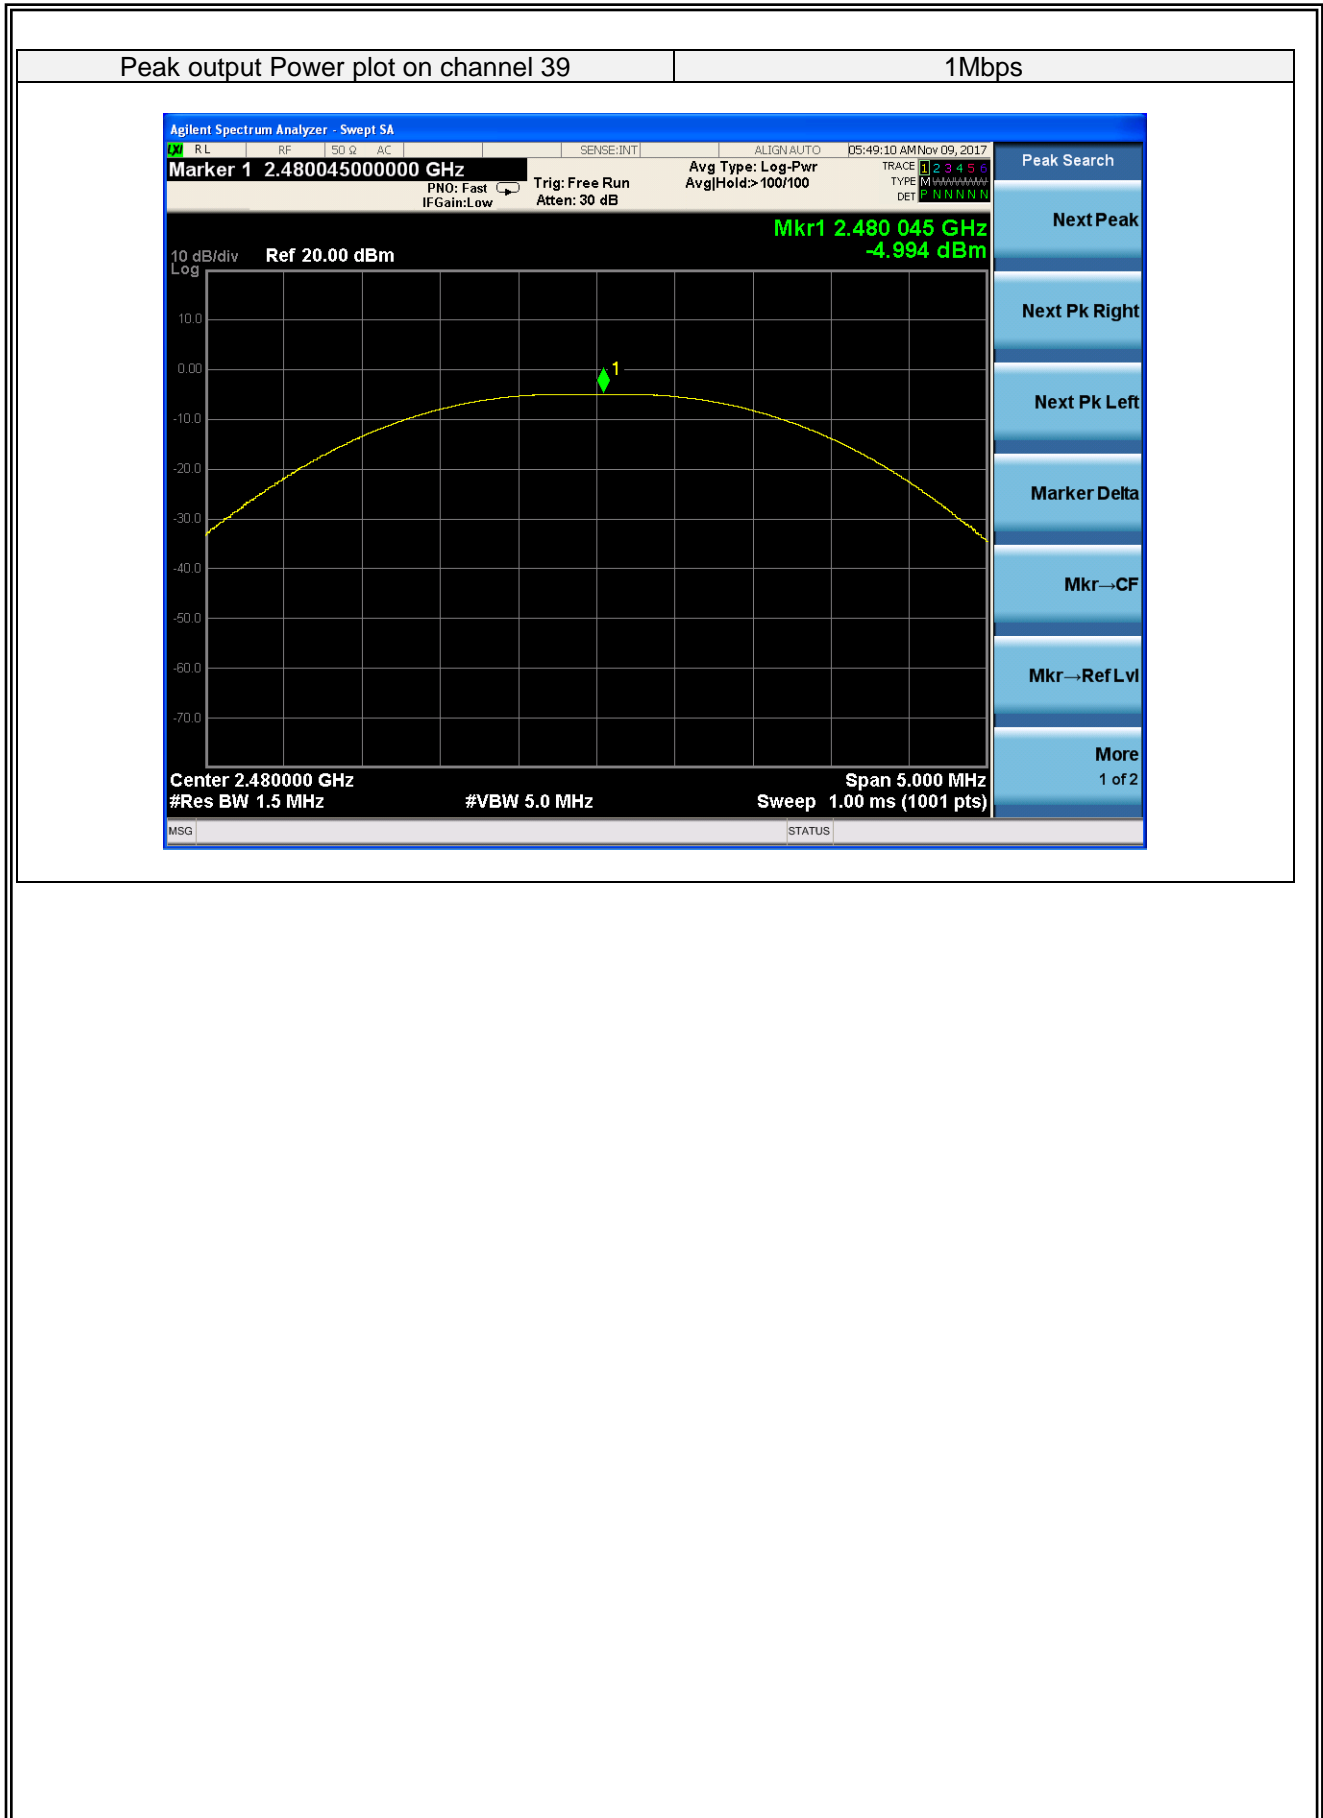 Peak output Power plot on channel 39 1Mbps
Agilent Spectrum Analyzer - Swept SA
LXI RL RF 50 Ω AC SENSE:INT ALIGN AUTO 05:49:10 AM Nov 09, 2017
Marker 1 2.480045000000 GHz
PNO: Fast
IFGain:Low
Trig: Free Run
Atten: 30 dB
Avg Type: Log-Pwr
Avg|Hold:>100/100
TRACE 1 2 3 4 5 6
TYPE M
DET P N N N N N
Mkr1 2.480 045 GHz
-4.994 dBm
10 dB/div Ref 20.00 dBm
Log
10.0
0.00
-10.0
-20.0
-30.0
-40.0
-50.0
-60.0
-70.0
1
Center 2.480000 GHz Span 5.000 MHz
#Res BW 1.5 MHz #VBW 5.0 MHz Sweep 1.00 ms (1001 pts)
MSG STATUS
Peak Search
Next Peak
Next Pk Right
Next Pk Left
Marker Delta
Mkr→CF
Mkr→Ref Lvl
More
1 of 2